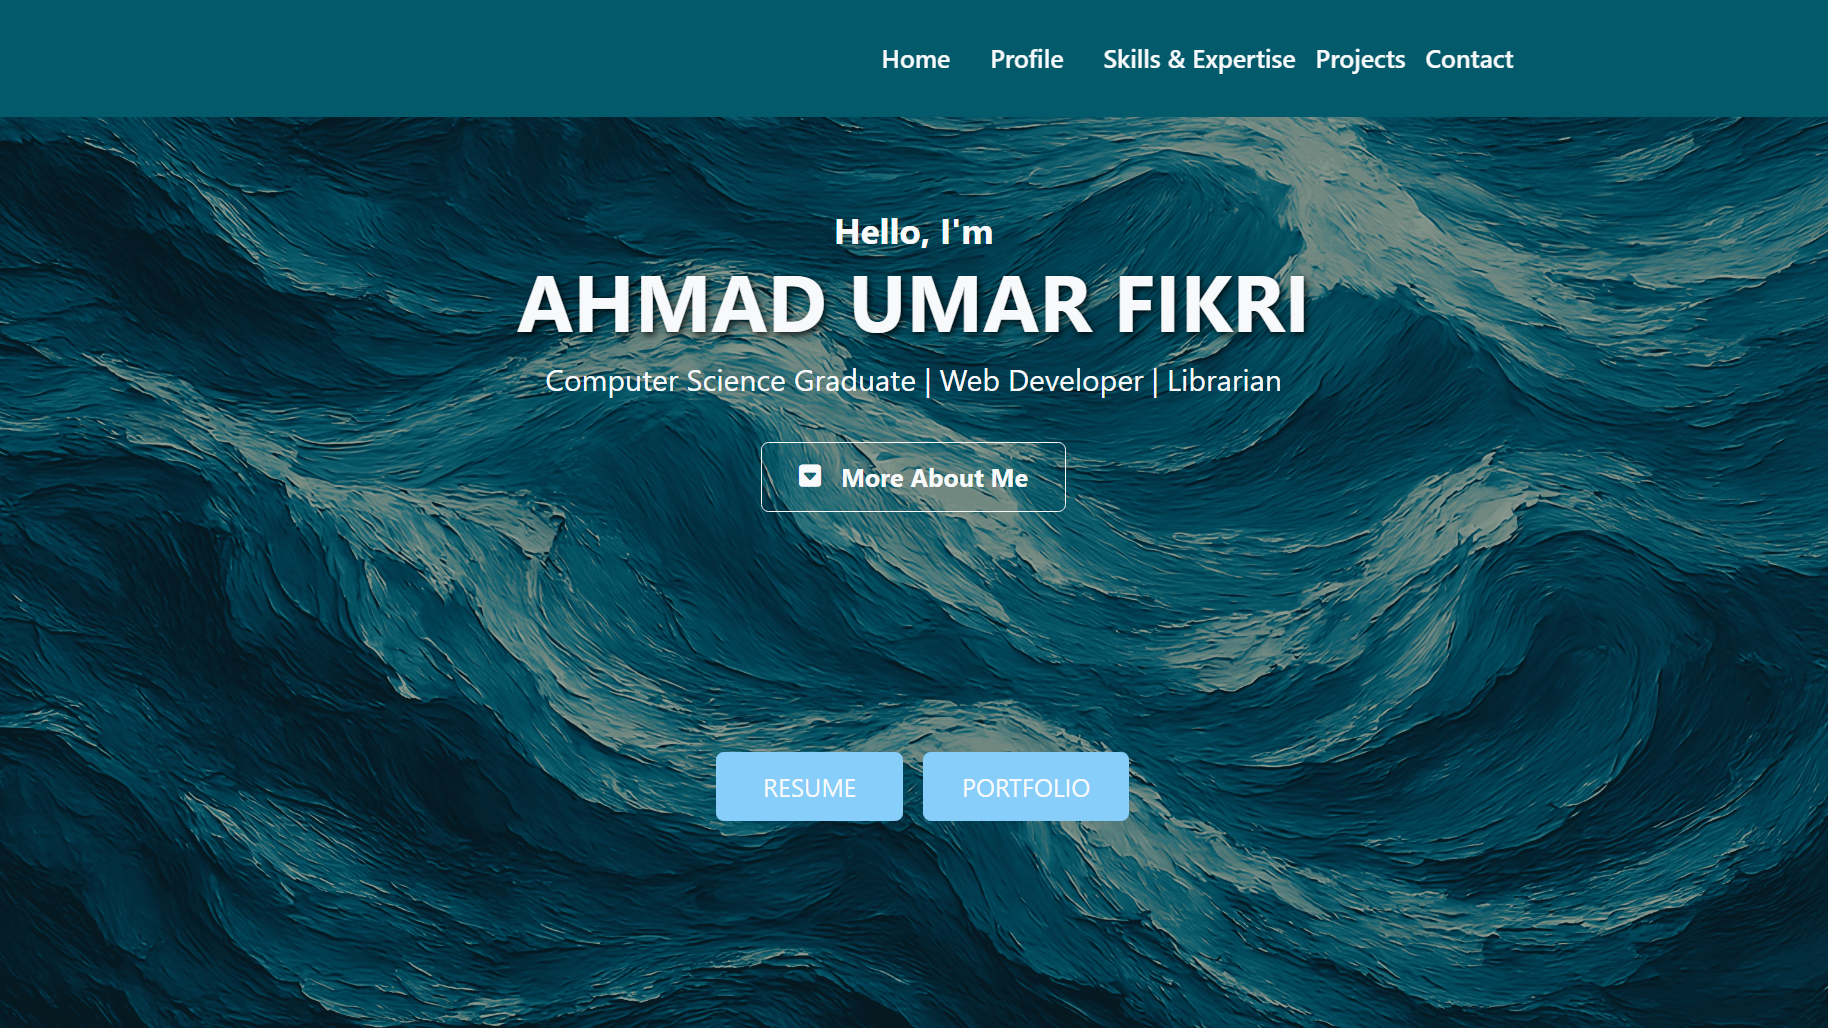 Home Profile Skills & Expertise Projects Contact
Hello, I'm
AHMAD UMAR FIKRI
Computer Science Graduate | Web Developer | Librarian
More About Me
RESUME PORTFOLIO